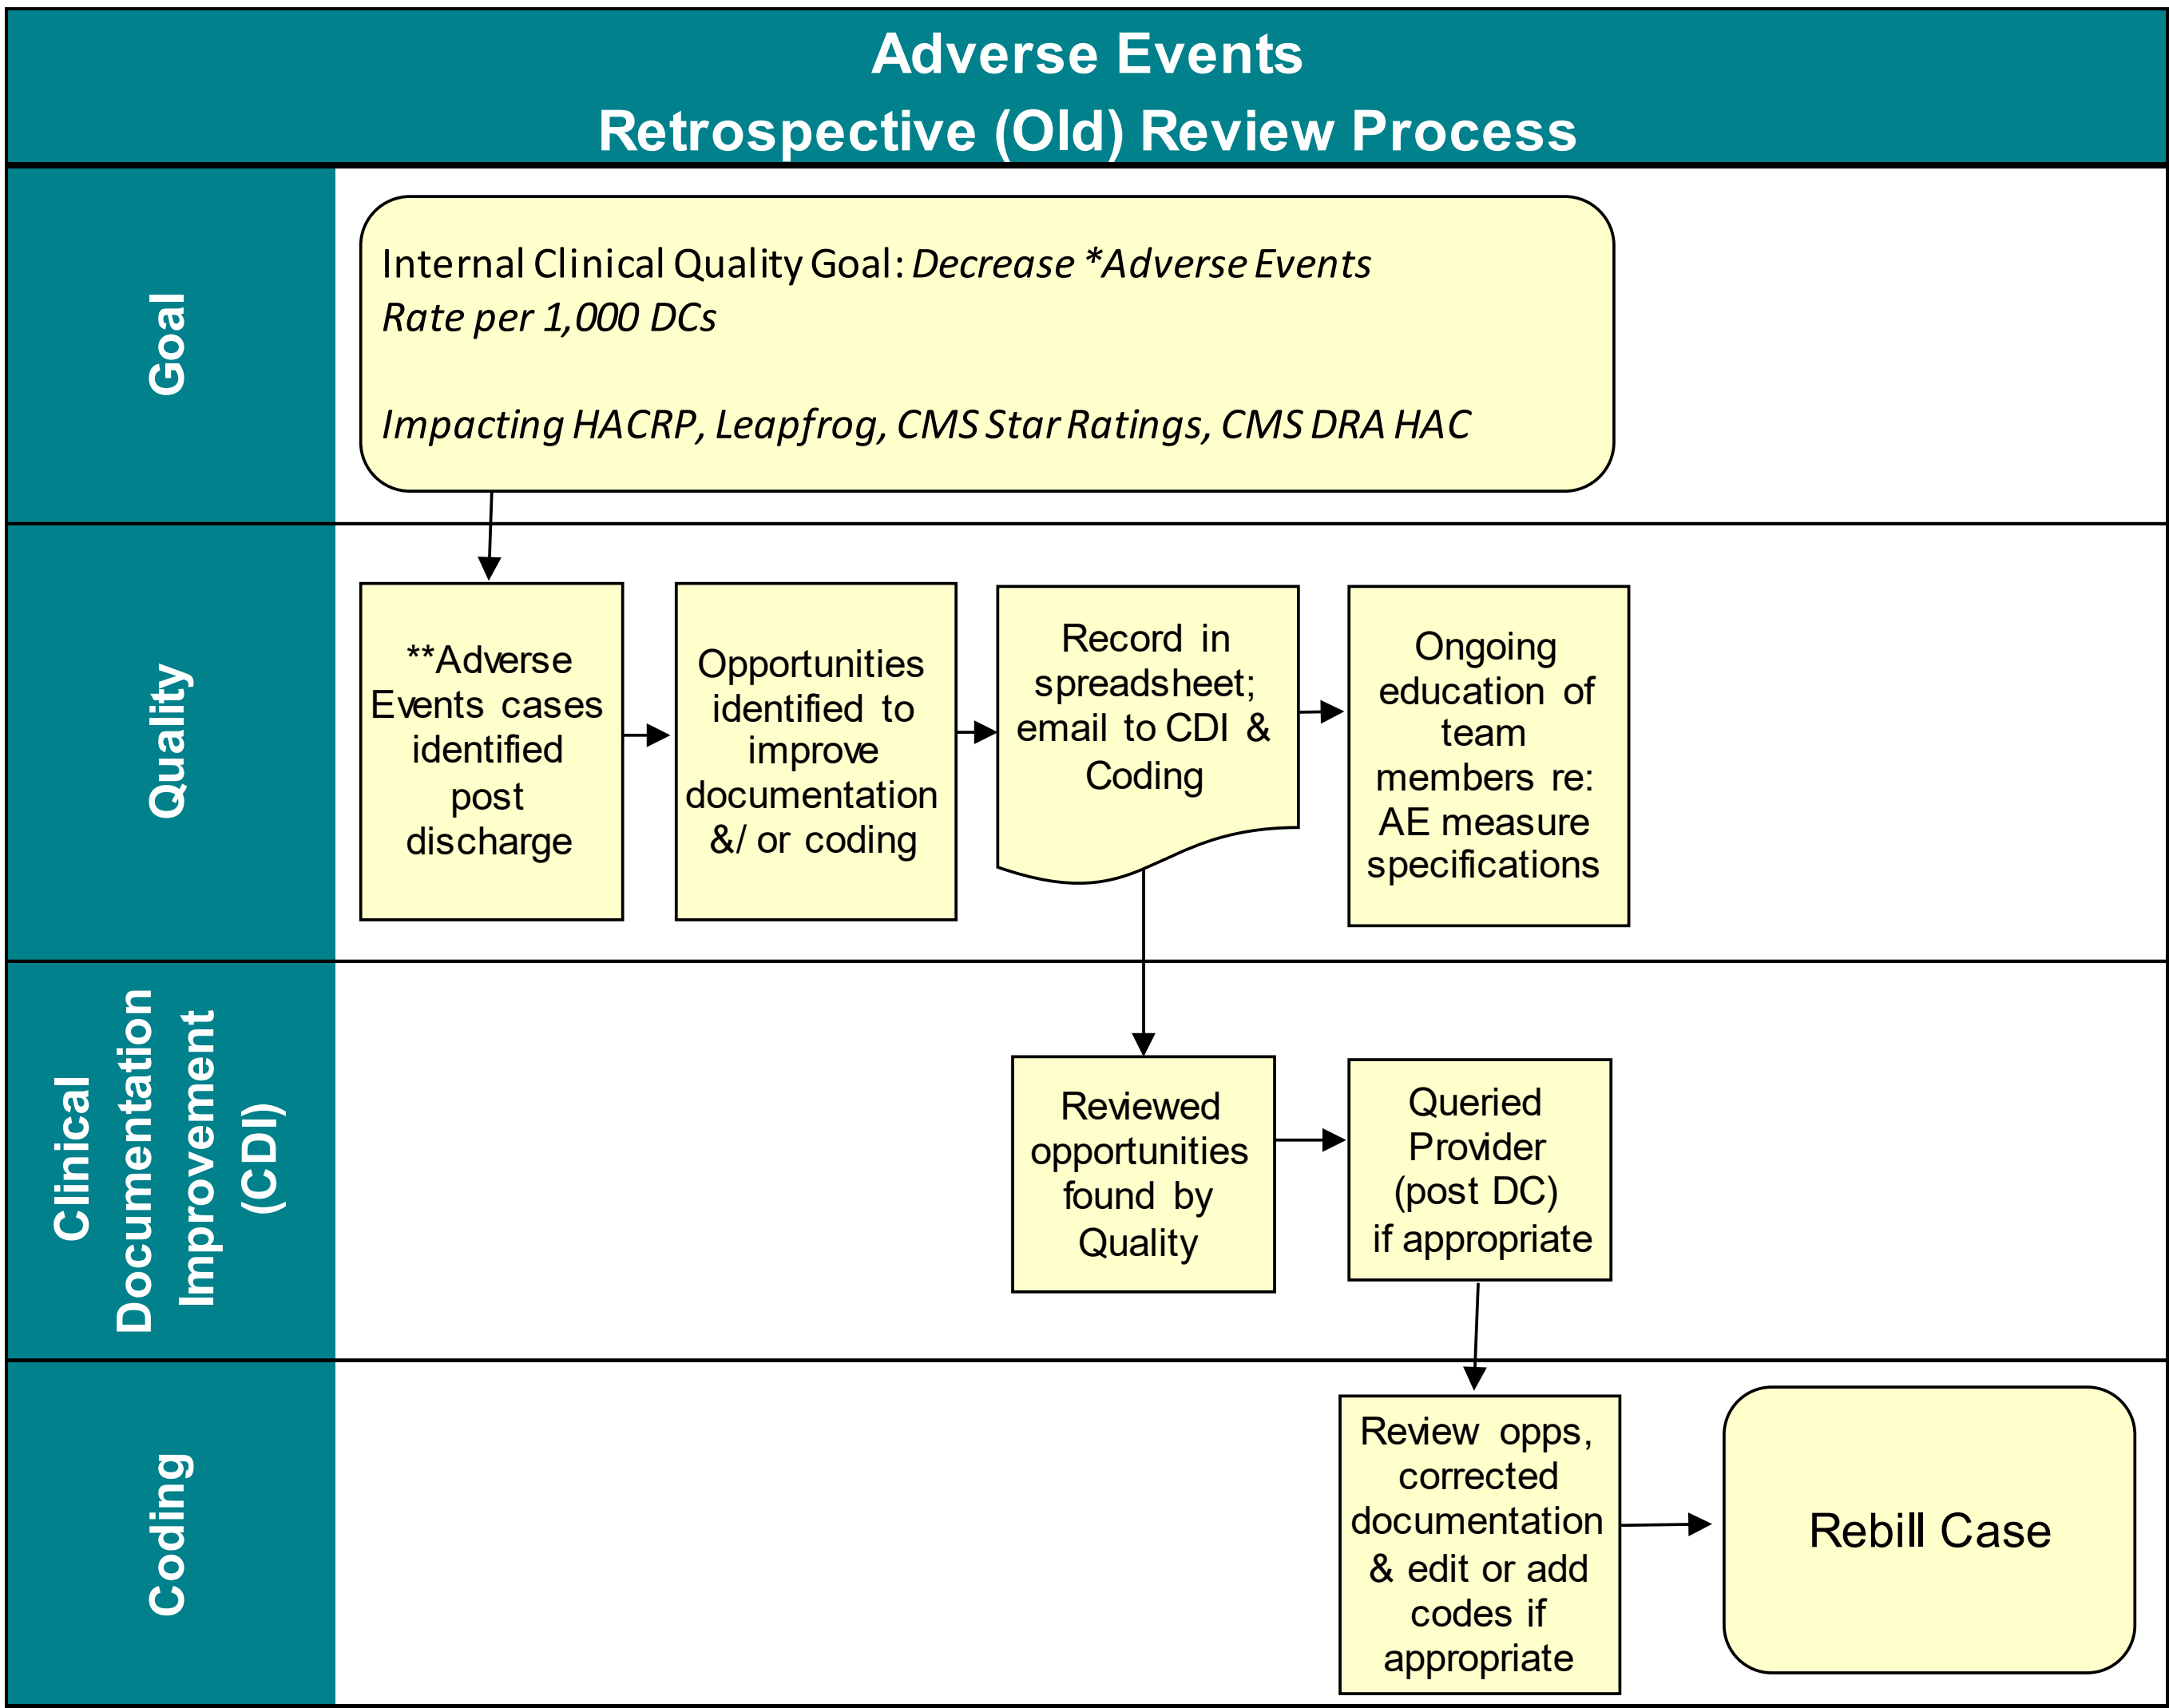 Adverse Events
Retrospective (Old) Review Process
Goal
Internal Clinical Quality Goal: Decrease *Adverse Events
Rate per 1,000 DCs
Impacting HACRP, Leapfrog, CMS Star Ratings, CMS DRA HAC
Quality
**Adverse
Events cases
identified
post
discharge
Opportunities
identified to
improve
documentation
&/ or coding
Record in
spreadsheet;
email to CDI &
Coding
Ongoing
education of
team
members re:
AE measure
specifications
Clinical
Documentation
Improvement
(CDI)
Reviewed
opportunities
found by
Quality
Queried
Provider
(post DC)
if appropriate
Coding
Review opps,
corrected
documentation
& edit or add
codes if
appropriate
Rebill Case